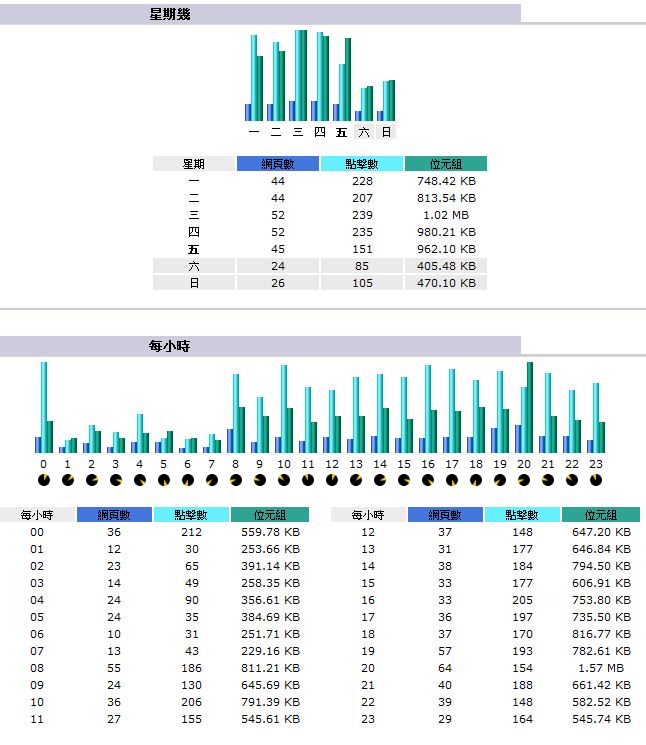 星期幾
一 二 三 四 五 六 日
星期 網頁數 點擊數 位元組
一 44 228 748.42 KB
二 44 207 813.54 KB
三 52 239 1.02 MB
四 52 235 980.21 KB
五 45 151 962.10 KB
六 24 85 405.48 KB
日 26 105 470.10 KB
每小時
0 1 2 3 4 5 6 7 8 9 10 11 12 13 14 15 16 17 18 19 20 21 22 23
每小時 網頁數 點擊數 位元組 每小時 網頁數 點擊數 位元組
00 36 212 559.78 KB 12 37 148 647.20 KB
01 12 30 253.66 KB 13 31 177 646.84 KB
02 23 65 391.14 KB 14 38 184 794.50 KB
03 14 49 258.35 KB 15 33 177 606.91 KB
04 24 90 356.61 KB 16 33 205 753.80 KB
05 24 35 384.69 KB 17 36 197 735.50 KB
06 10 31 251.71 KB 18 37 170 816.77 KB
07 13 43 229.16 KB 19 57 193 782.61 KB
08 55 186 811.21 KB 20 64 154 1.57 MB
09 24 130 645.69 KB 21 40 188 661.42 KB
10 36 206 791.39 KB 22 39 148 582.52 KB
11 27 155 545.61 KB 23 29 164 545.74 KB